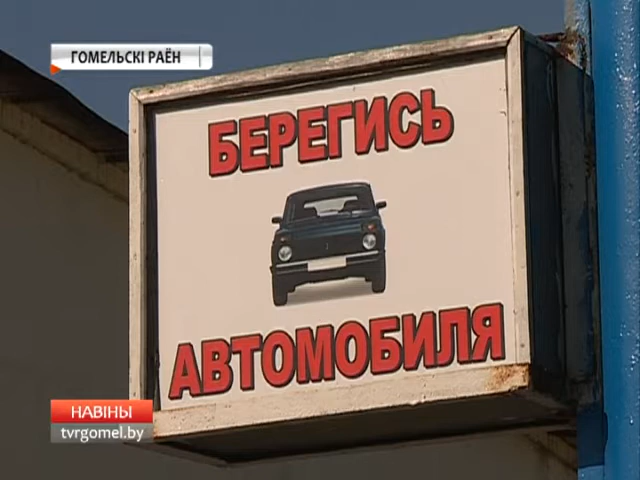 ГОМЕЛЬСКІ РАЁН
БЕРЕГИСЬ
АВТОМОБИЛЯ
НАВІНЫ
tvrgomel.by